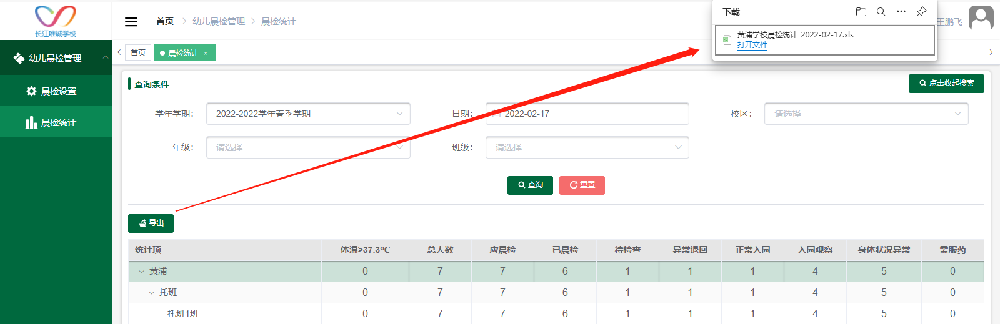 长江唯诚学校
首页 > 幼儿晨检管理 > 晨检统计
下载
黄浦学校晨检统计_2022-02-17.xls
打开文件
王鹏飞
幼儿晨检管理
晨检设置
晨检统计
首页
晨检统计 ×
查询条件
点击收起搜索
学年学期： 2022-2022学年春季学期 日期： 2022-02-17 校区： 请选择
年级： 请选择 班级： 请选择
查询 重置
导出
统计项 体温>37.3℃ 总人数 应晨检 已晨检 待检查 异常退回 正常入园 入园观察 身体状况异常 需服药
黄浦 0 7 7 6 1 1 1 4 5 0
托班 0 7 7 6 1 1 1 4 5 0
托班1班 0 7 7 6 1 1 1 4 5 0